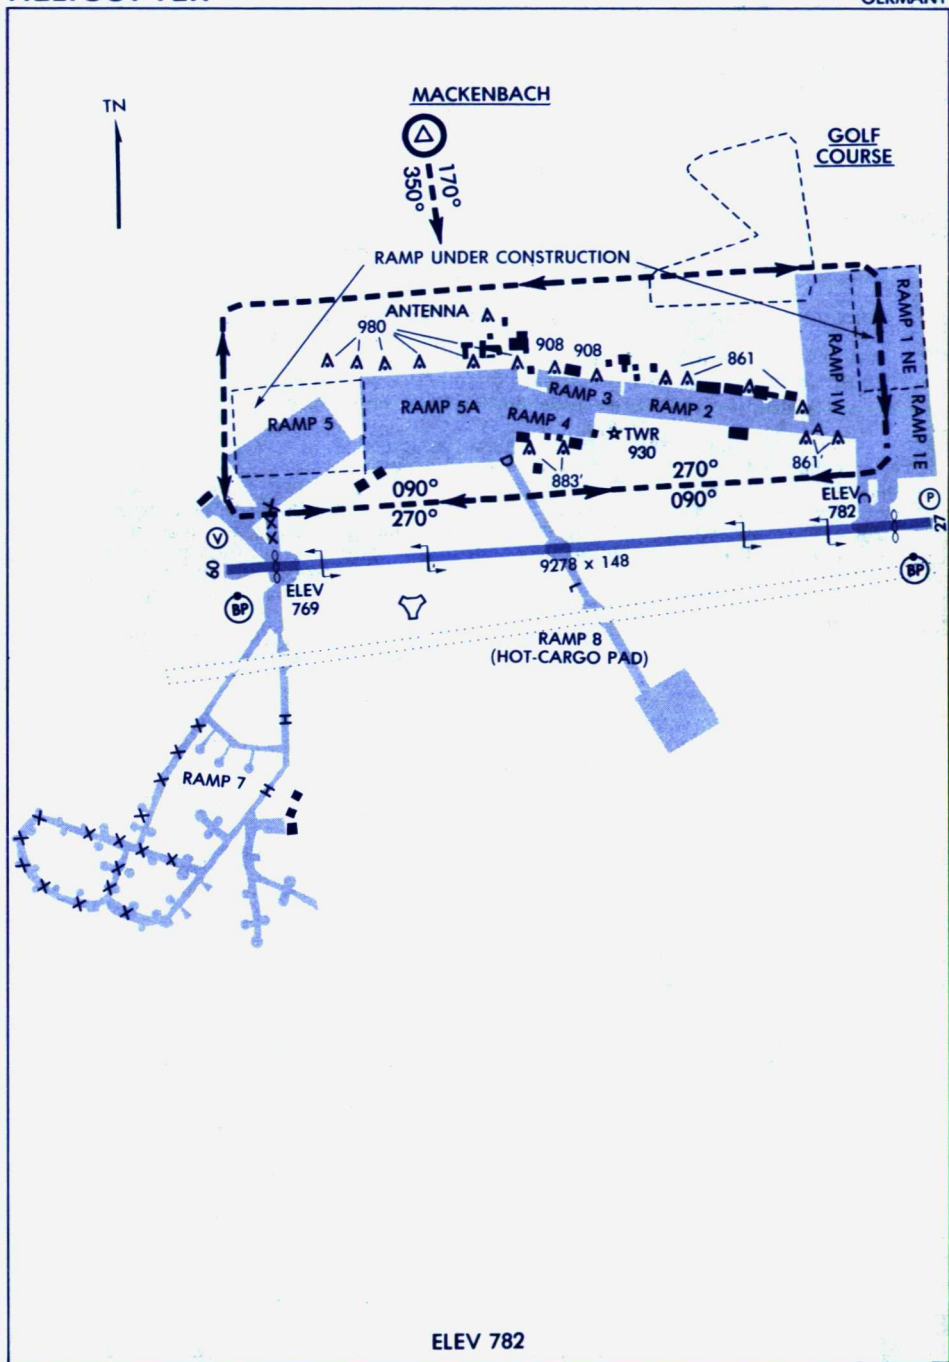 GERMANY
MACKENBACH
TN
GOLF
COURSE
170°
350°
RAMP UNDER CONSTRUCTION
ANTENNA
980
908
908
861
RAMP 1 NE
RAMP 1W
RAMP 1E
RAMP 3
RAMP 5A
RAMP 2
RAMP 5
RAMP 4
TWR
930
A
861'
D
883'
270°
090°
090°
270°
ELEV
782
C
P
27
V
9278 x 148
09
BP
ELEV
769
BP
L
RAMP 8
(HOT-CARGO PAD)
H
RAMP 7
H
ELEV 782